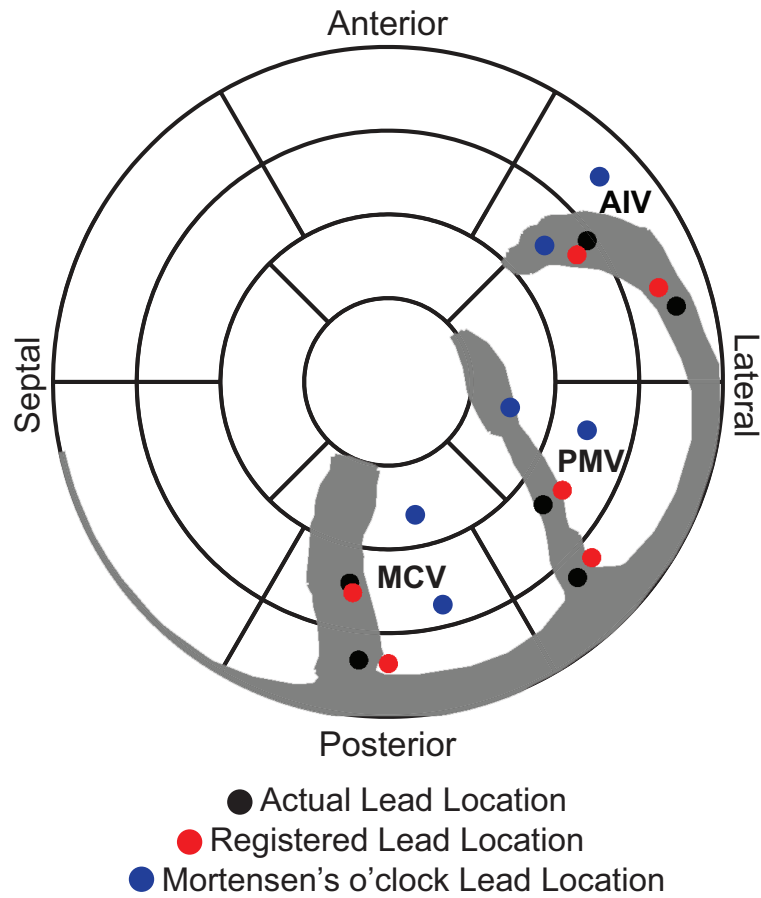 Anterior
AIV
Septal
Lateral
PMV
MCV
Posterior
Actual Lead Location
Registered Lead Location
Mortensen's o'clock Lead Location